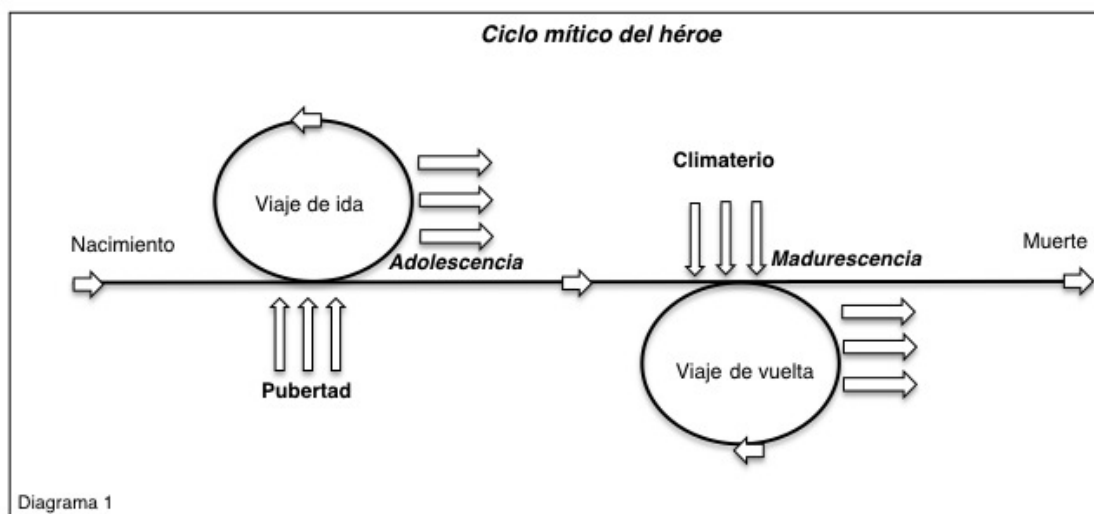 Ciclo mítico del héroe
Viaje de ida
Climaterio
Nacimiento
Adolescencia
Madurescencia
Muerte
Pubertad
Viaje de vuelta
Diagrama 1